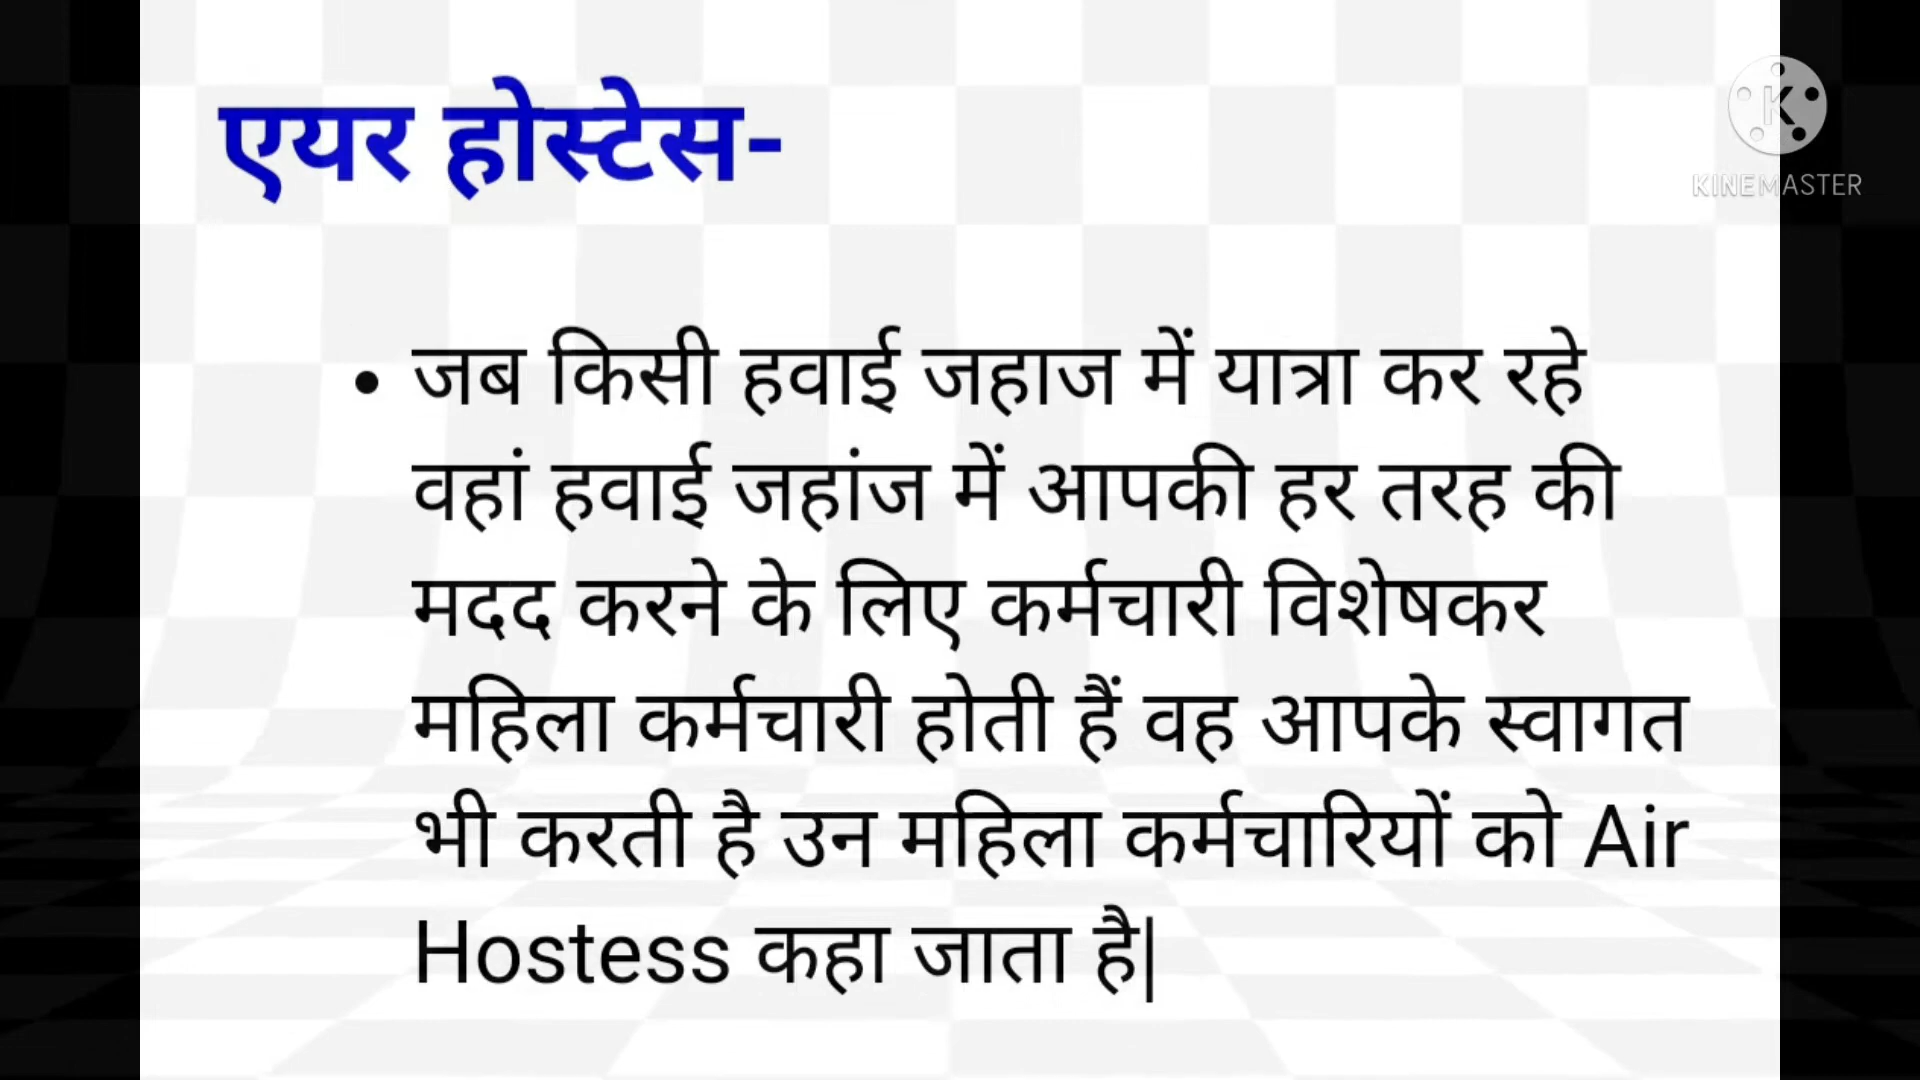 एयर होस्टेस-
KINEMASTER
• जब किसी हवाई जहाज में यात्रा कर रहे
वहां हवाई जहांज में आपकी हर तरह की
मदद करने के लिए कर्मचारी विशेषकर
महिला कर्मचारी होती हैं वह आपके स्वागत
भी करती है उन महिला कर्मचारियों को Air
Hostess कहा जाता है|